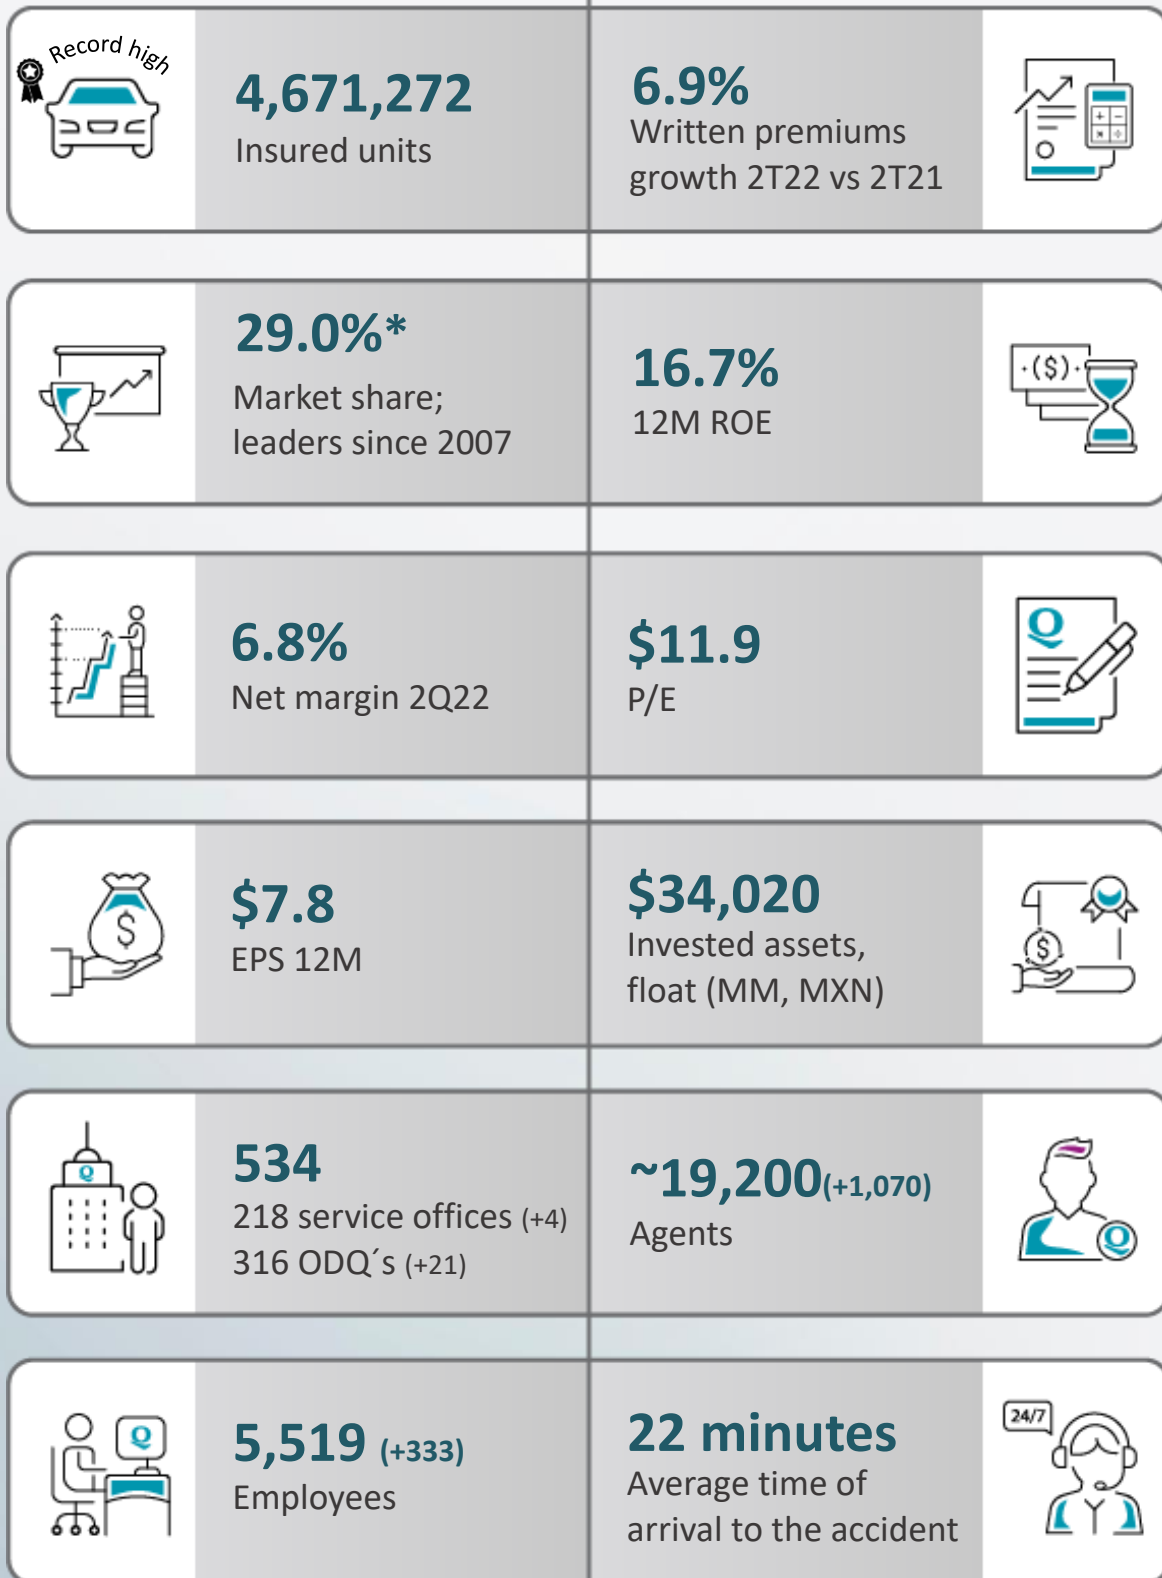 Record high
4,671,272
Insured units
6.9%
Written premiums
growth 2T22 vs 2T21
29.0%*
Market share;
leaders since 2007
16.7%
12M ROE
($)
6.8%
Net margin 2Q22
$11.9
P/E
Q
$
$7.8
EPS 12M
$34,020
Invested assets,
float (MM, MXN)
$
Q
534
218 service offices (+4)
316 ODQ´s (+21)
~19,200(+1,070)
Agents
Q
Q
5,519 (+333)
Employees
22 minutes
Average time of
arrival to the accident
24/7